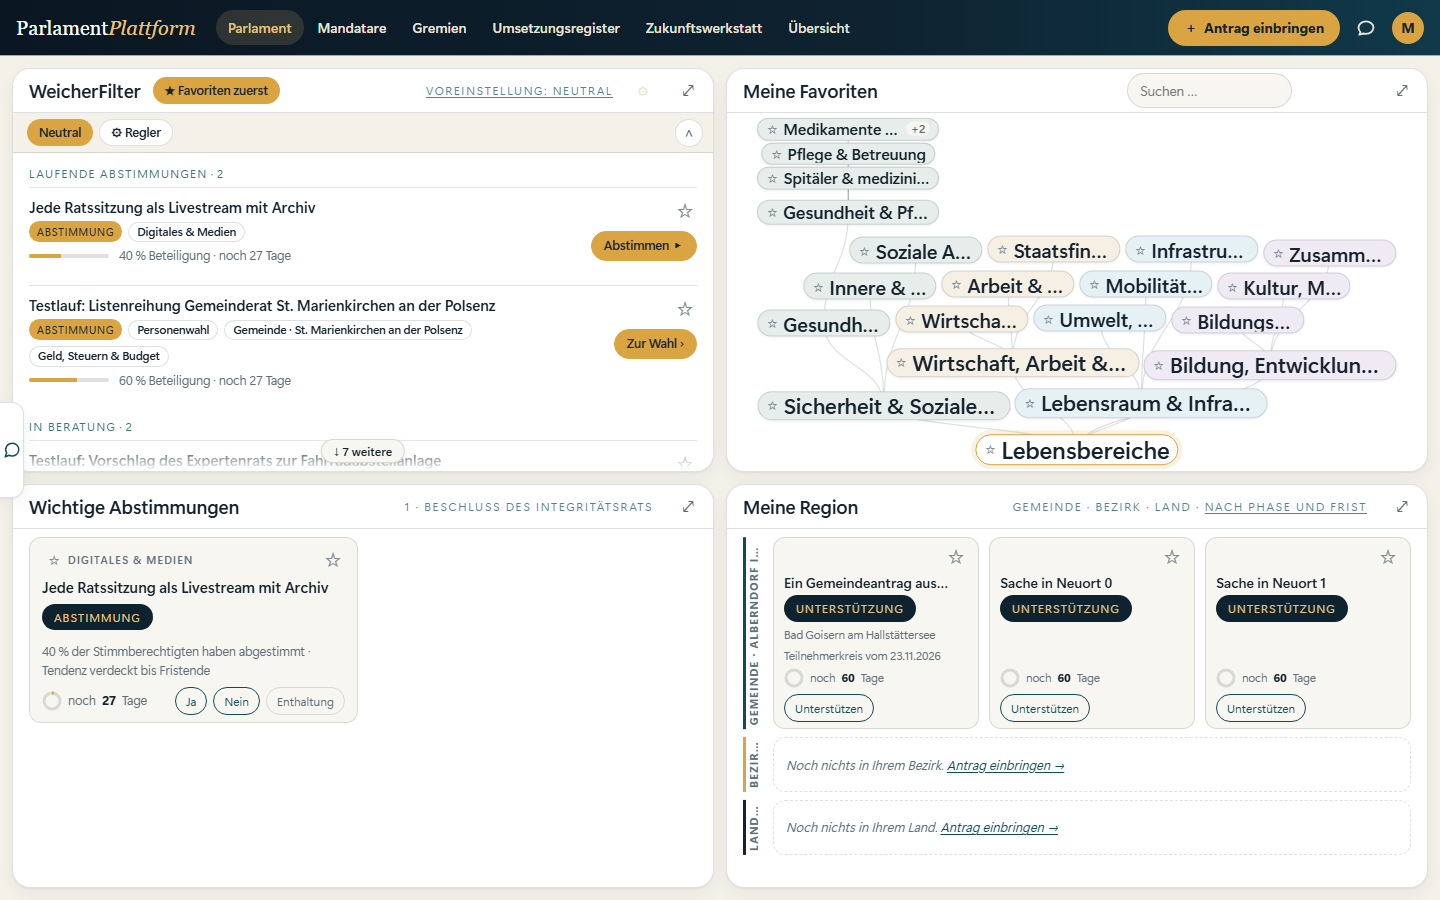 ParlamentPlattform
Parlament
Mandatare
Gremien
Umsetzungsregister
Zukunftswerkstatt
Übersicht
+ Antrag einbringen
M
WeicherFilter
★ Favoriten zuerst
VOREINSTELLUNG: NEUTRAL
Neutral
⚙ Regler
LAUFENDE ABSTIMMUNGEN · 2
Jede Ratssitzung als Livestream mit Archiv
ABSTIMMUNG
Digitales & Medien
40 % Beteiligung · noch 27 Tage
Abstimmen ▸
Testlauf: Listenreihung Gemeinderat St. Marienkirchen an der Polsenz
ABSTIMMUNG
Personenwahl
Gemeinde · St. Marienkirchen an der Polsenz
Geld, Steuern & Budget
60 % Beteiligung · noch 27 Tage
Zur Wahl ›
IN BERATUNG · 2
Testlauf: Vorschlag des Expertenrats zur Fahrradabstellanlage
↓ 7 weitere
Meine Favoriten
Suchen ...
☆ Medikamente ... +2
☆ Pflege & Betreuung
☆ Spitäler & medizini...
☆ Gesundheit & Pf...
☆ Soziale A...
☆ Staatsfin...
☆ Infrastru...
☆ Zusamm...
☆ Innere & ...
☆ Arbeit & ...
☆ Mobilität...
☆ Kultur, M...
☆ Gesundh...
☆ Wirtscha...
☆ Umwelt, ...
☆ Bildungs...
☆ Wirtschaft, Arbeit &...
☆ Bildung, Entwicklun...
☆ Sicherheit & Soziale...
☆ Lebensraum & Infra...
☆ Lebensbereiche
Wichtige Abstimmungen
1 · BESCHLUSS DES INTEGRITÄTSRATS
☆ DIGITALES & MEDIEN
Jede Ratssitzung als Livestream mit Archiv
ABSTIMMUNG
40 % der Stimmberechtigten haben abgestimmt ·
Tendenz verdeckt bis Fristende
noch 27 Tage
Ja
Nein
Enthaltung
Meine Region
GEMEINDE · BEZIRK · LAND · NACH PHASE UND FRIST
GEMEINDE · ALBERNDORF I...
Ein Gemeindeantrag aus...
UNTERSTÜTZUNG
Bad Goisern am Hallstättersee
Teilnehmerkreis vom 23.11.2026
noch 60 Tage
Unterstützen
Sache in Neuort 0
UNTERSTÜTZUNG
noch 60 Tage
Unterstützen
Sache in Neuort 1
UNTERSTÜTZUNG
noch 60 Tage
Unterstützen
BEZIR...
Noch nichts in Ihrem Bezirk. Antrag einbringen →
LAND...
Noch nichts in Ihrem Land. Antrag einbringen →